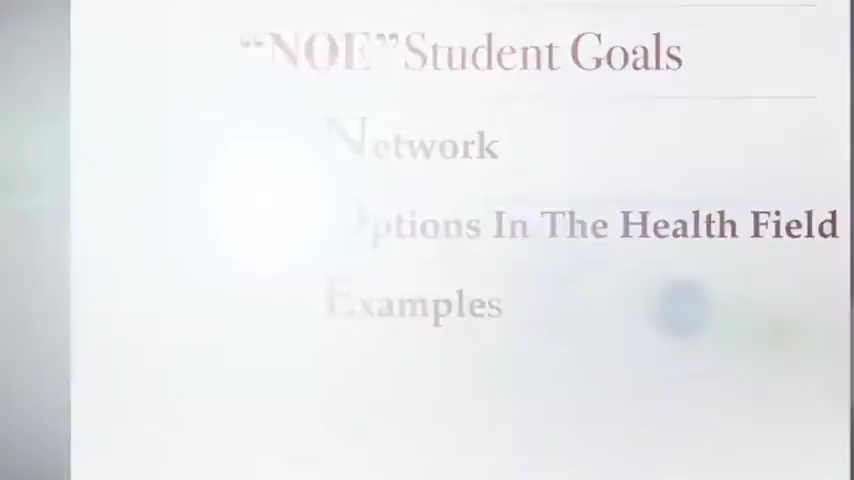 “NOE” Student Goals
Network
Options In The Health Field
Examples